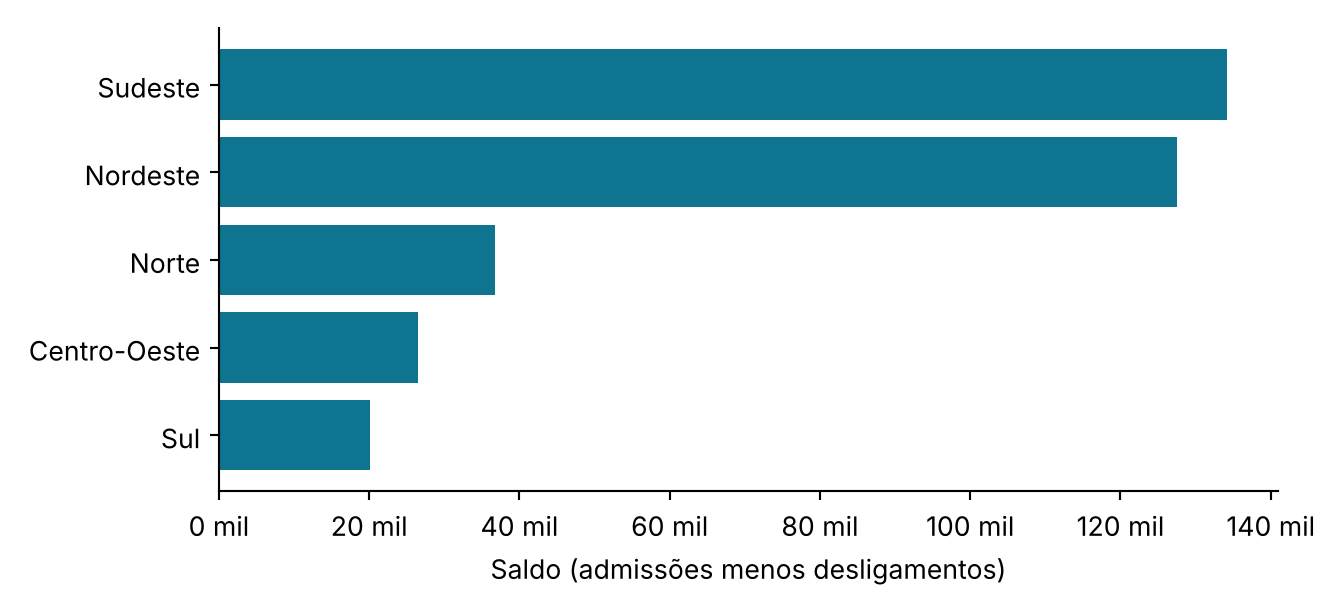 Sudeste
Nordeste
Norte
Centro-Oeste
Sul
0 mil 20 mil 40 mil 60 mil 80 mil 100 mil 120 mil 140 mil
Saldo (admissões menos desligamentos)